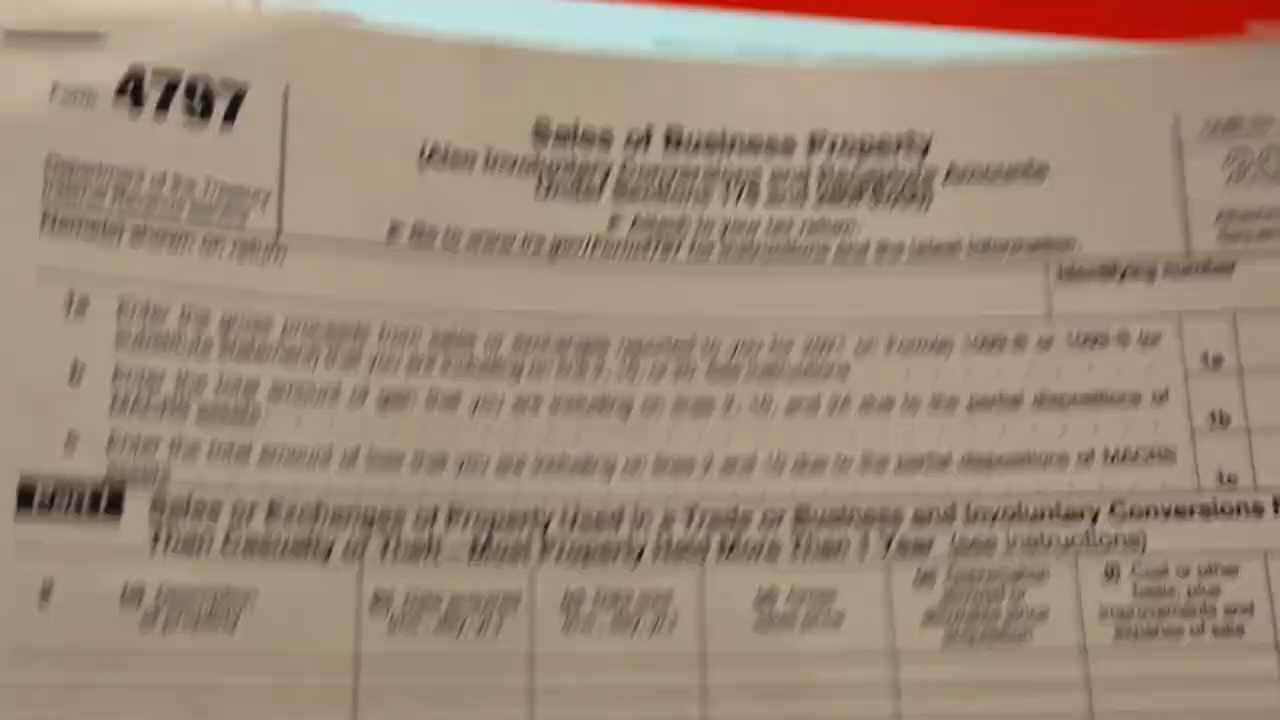 Form 4797
Department of the Treasury
Internal Revenue Service
Sales of Business Property
(Also Involuntary Conversions and Recapture Amounts
Under Sections 179 and
Attach to your tax return.
Go to www.irs.gov/Form4797 for instructions and the latest information.
Name(s) shown on return
Identifying number
1a Enter the gross proceeds from sales or exchanges reported to you for on Form(s) 1099-B or 1099-S (or
substitute statement) that you are including on line 2, 10, or 20. See instructions
1a
b Enter the total amount of gain that you are including on lines 2, 10, and 24 due to the partial dispositions of
MACRS assets
1b
c Enter the total amount of loss that you are including on lines 2 and 10 due to the partial dispositions of MACRS
assets
1c
Part I Sales or Exchanges of Property Used in a Trade or Business and Involuntary Conversions
Than Casualty or Theft—Most Property Held More Than 1 Year (see instructions)
2 (a) Description
of property
(b) Date acquired
(mo., day, yr.)
(c) Date sold
(mo., day, yr.)
(d) Gross
sales price
(e) Depreciation
allowed or
allowable since
acquisition
(f) Cost or other
basis, plus
improvements and
expense of sale